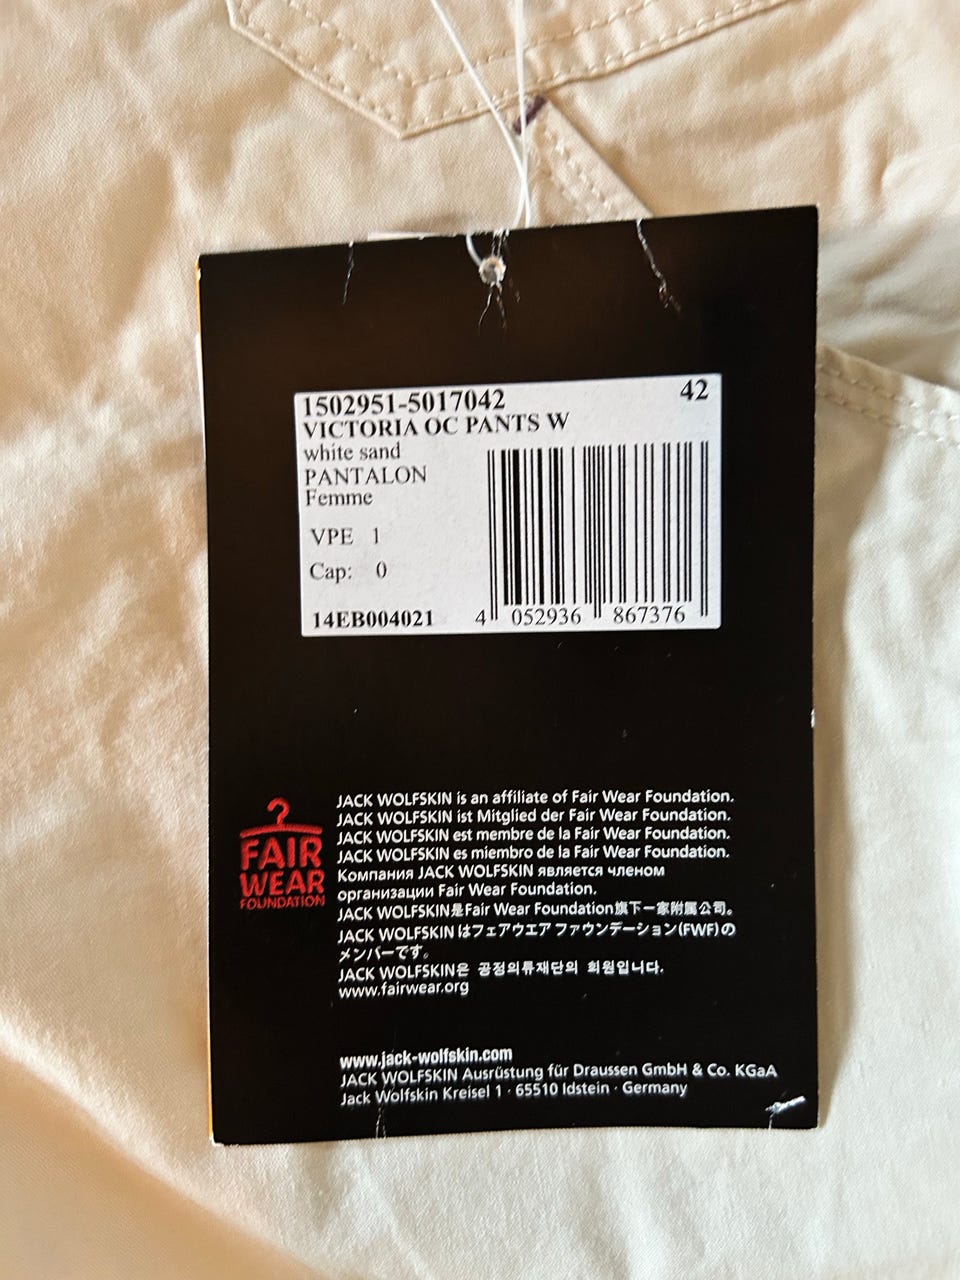 1502951-5017042 42
VICTORIA OC PANTS W
white sand
PANTALON
Femme
VPE 1
Cap: 0
14EB004021
4 052936 867376
FAIR
WEAR
FOUNDATION
JACK WOLFSKIN is an affiliate of Fair Wear Foundation.
JACK WOLFSKIN ist Mitglied der Fair Wear Foundation.
JACK WOLFSKIN est membre de la Fair Wear Foundation.
JACK WOLFSKIN es miembro de la Fair Wear Foundation.
Компания JACK WOLFSKIN является членом
организации Fair Wear Foundation.
JACK WOLFSKIN是Fair Wear Foundation旗下一家附属公司。
JACK WOLFSKIN はフェアウエア ファウンデーション(FWF)の
メンバーです。
JACK WOLFSKIN은 공정의류재단의 회원입니다.
www.fairwear.org
www.jack-wolfskin.com
JACK WOLFSKIN Ausrüstung für Draussen GmbH & Co. KGaA
Jack Wolfskin Kreisel 1 · 65510 Idstein · Germany